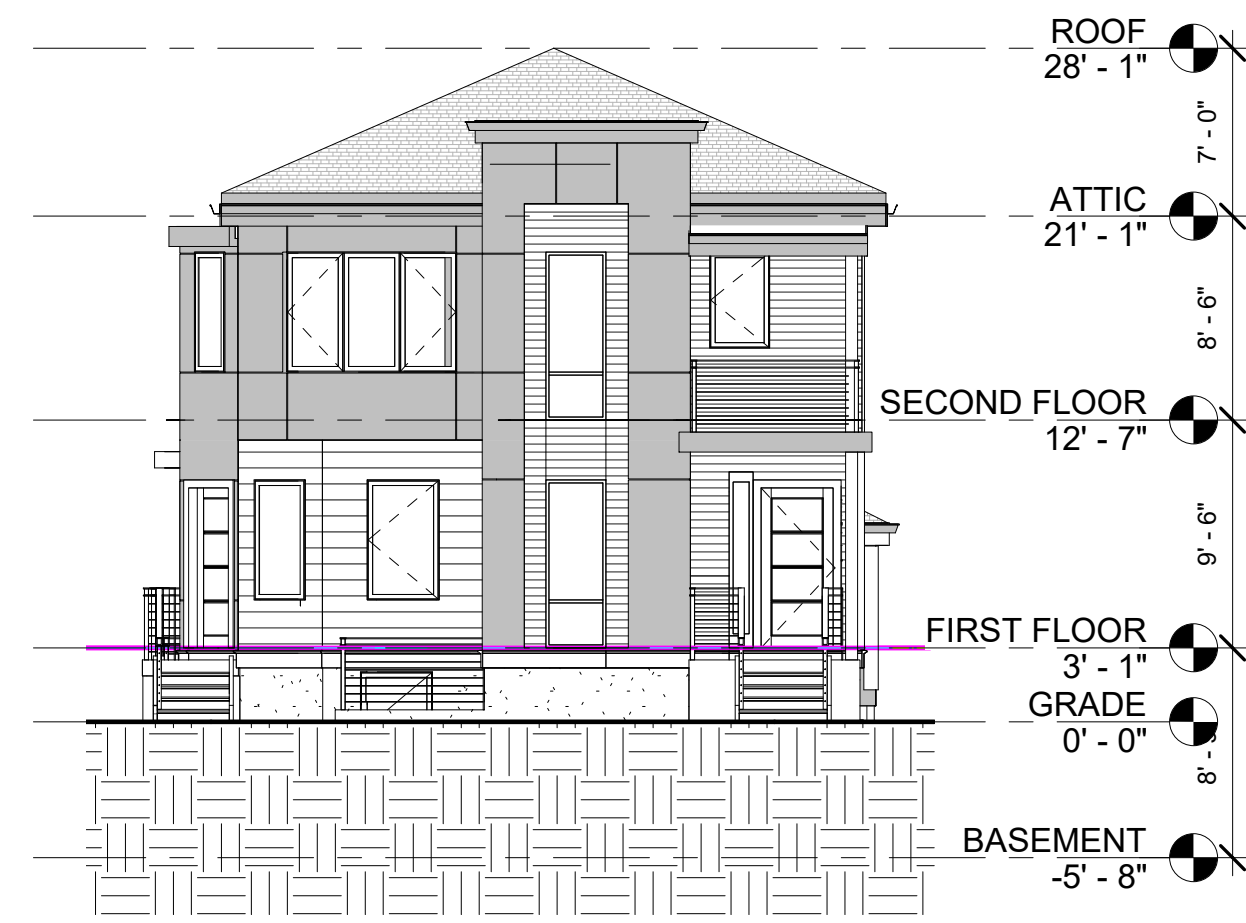 ROOF
28' - 1"
7' - 0"
ATTIC
21' - 1"
8' - 6"
SECOND FLOOR
12' - 7"
9' - 6"
FIRST FLOOR
3' - 1"
GRADE
0' - 0"
8' -
BASEMENT
-5' - 8"